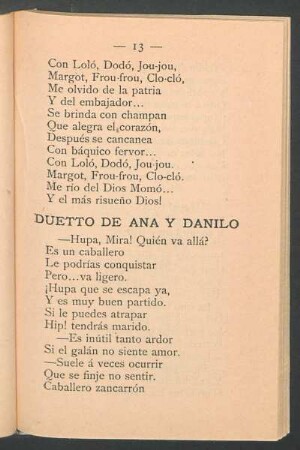 — 13 —
Con Loló, Dodó, Jou-jou,
Margot, Frou-frou, Clo-cló,
Me olvido de la patria
Y del embajador...
Se brinda con champan
Que alegra el corazón,
Después se cancanea
Con báquico fervor...
Con Loló, Dodó, Jou-jou.
Margot, Frou-frou, Clo-cló.
Me río del Dios Momó...
Y el más risueño Dios!
DUETTO DE ANA Y DANILO
—Hupa, Mira! Quién va allá?
Es un caballero
Le podrías conquistar
Pero...va ligero.
¡Hupa que se escapa ya,
Y es muy buen partido.
Si le puedes atrapar
Hip! tendrás marido.
—Es inútil tanto ardor
Si el galán no siente amor.
—Suele á veces ocurrir
Que se finje no sentir.
Caballero zancarrón